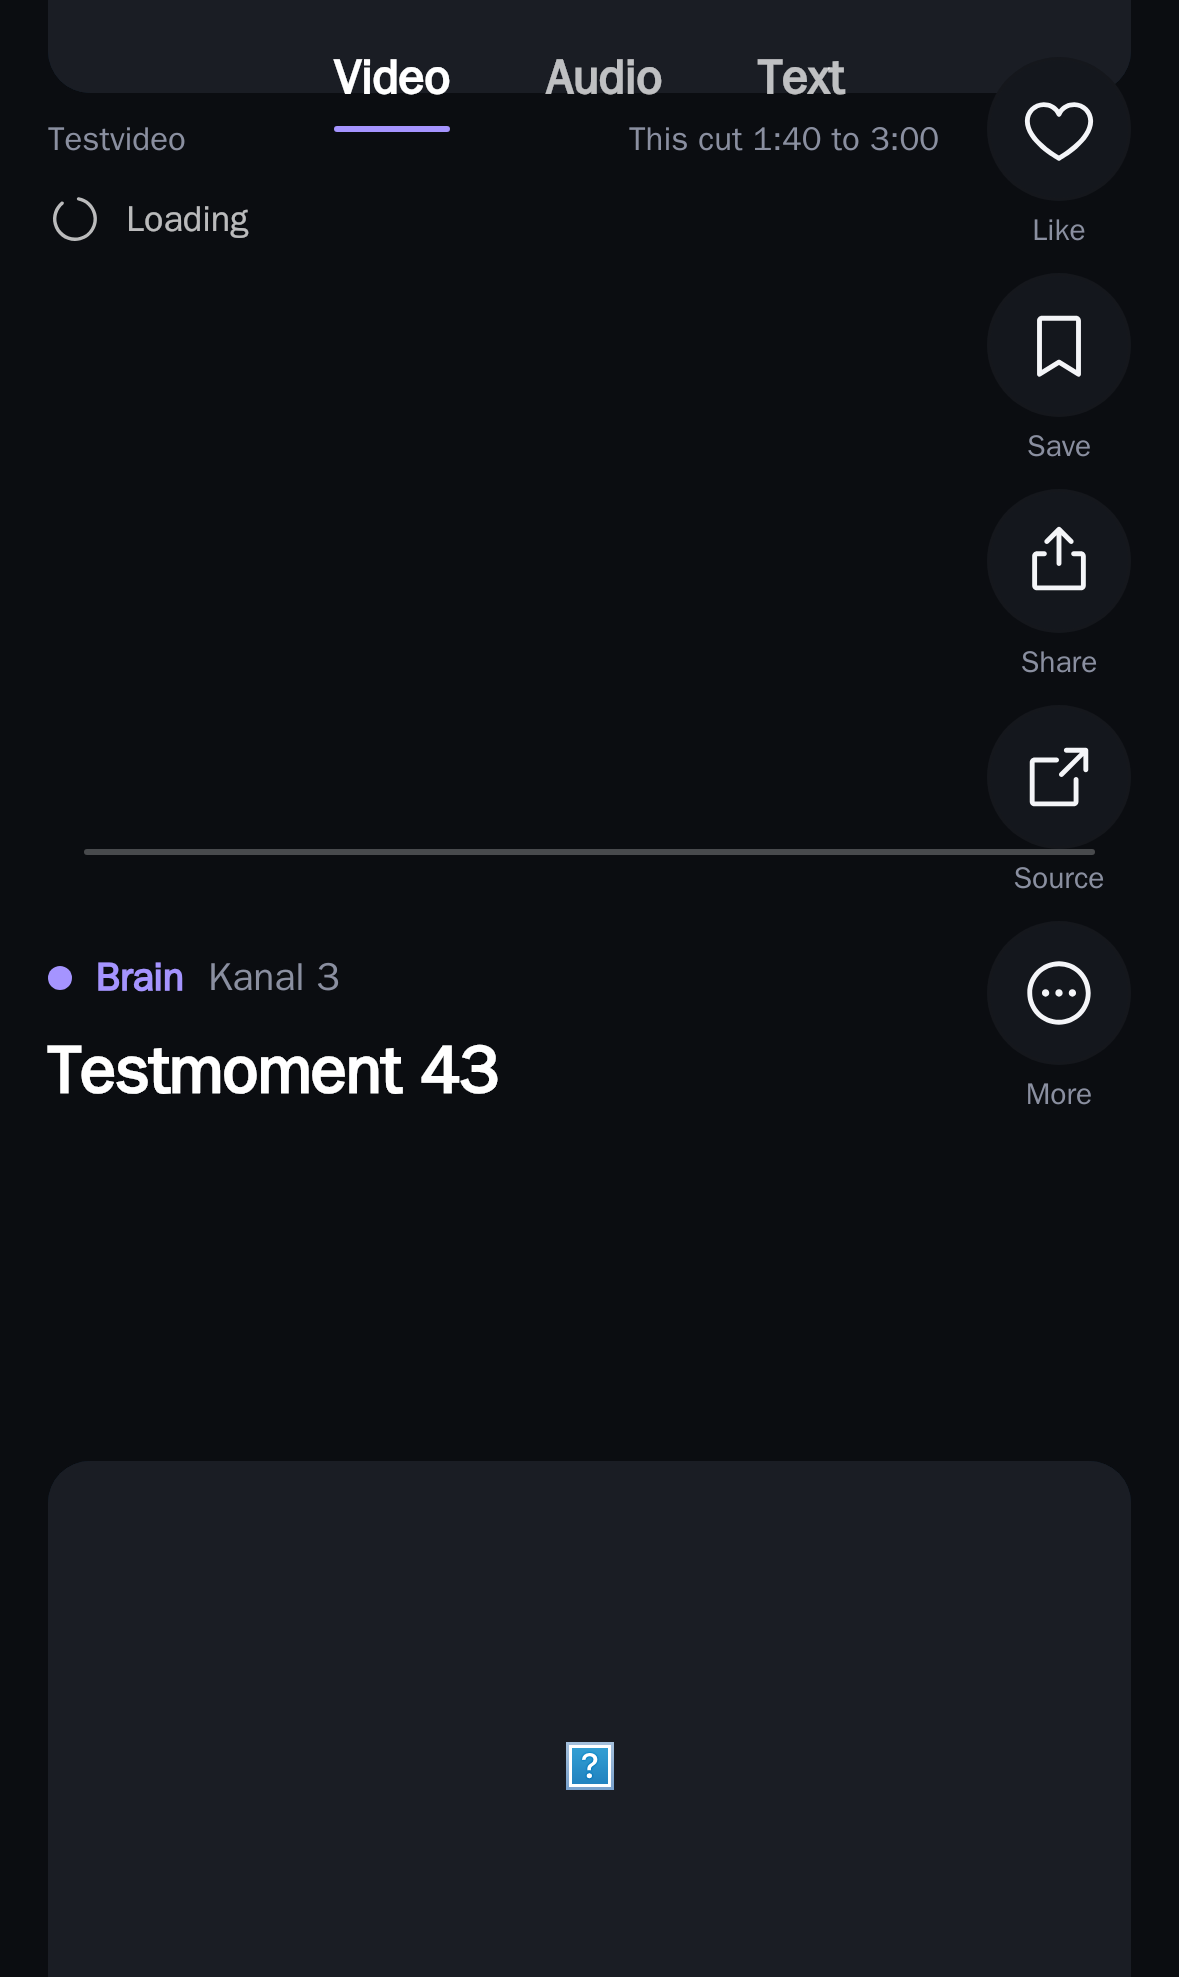 Video
Audio
Text
Testvideo
This cut 1:40 to 3:00
Loading
Like
Save
Share
Source
Brain Kanal 3
Testmoment 43
More
?